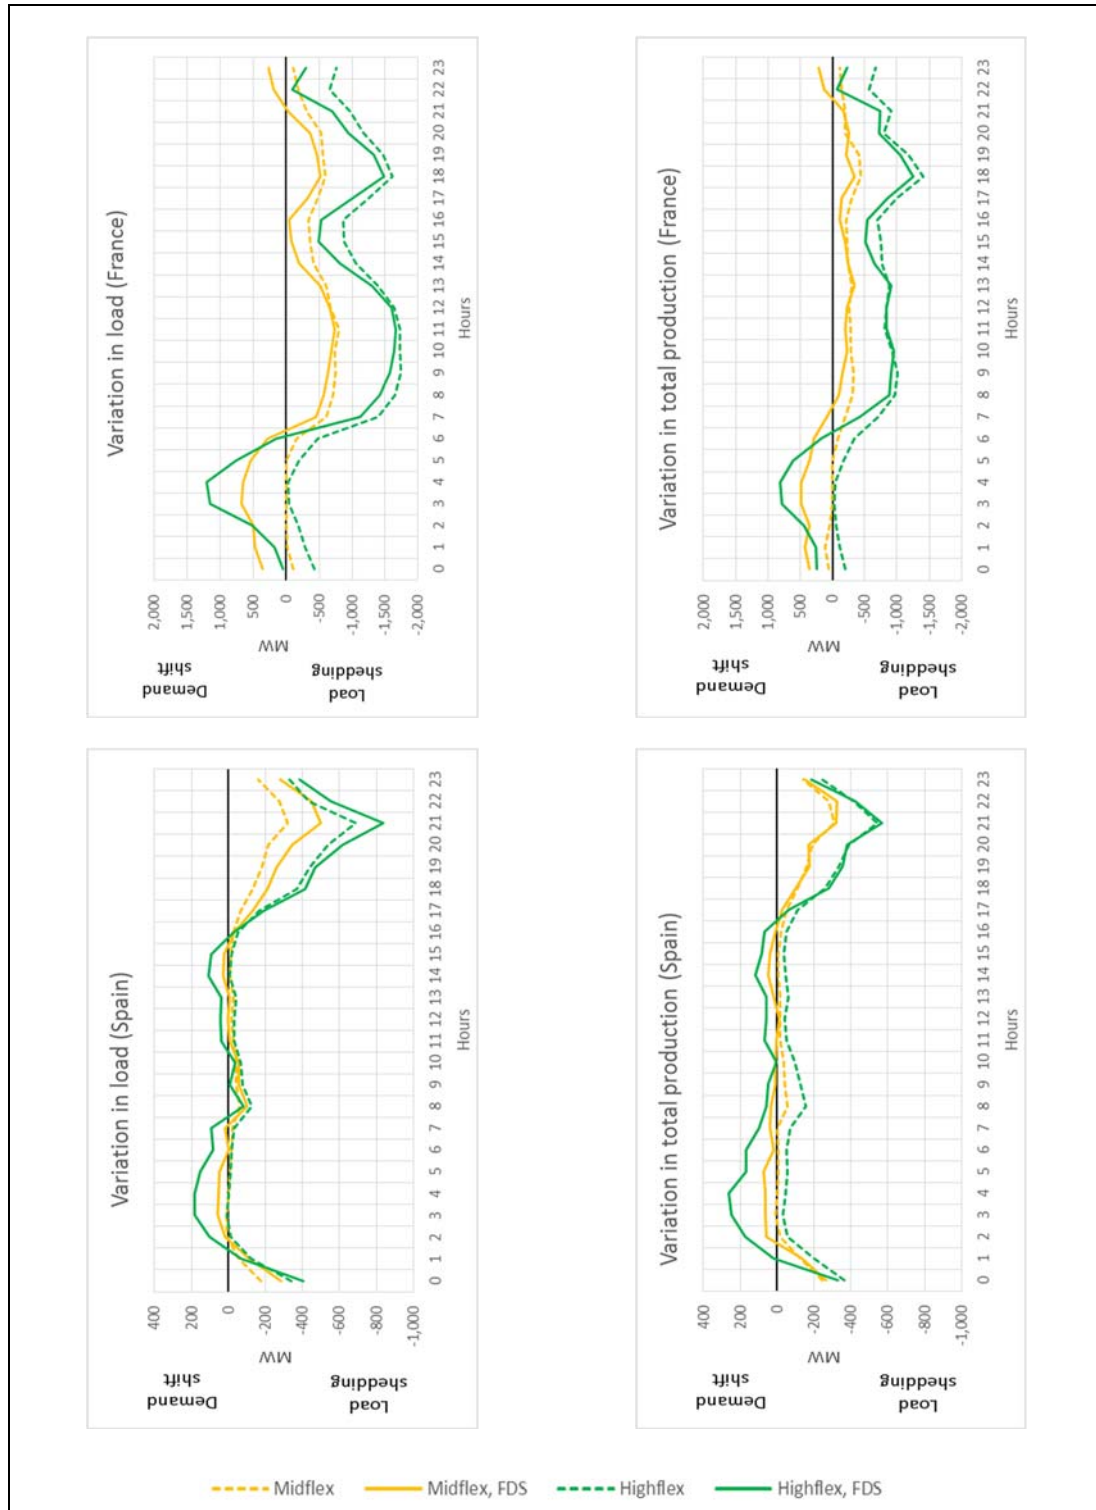 Variation in load (Spain)
Demand
shift
Load
shedding
MW
400
200
0
-200
-400
-600
-800
-1,000
0 1 2 3 4 5 6 7 8 9 10 11 12 13 14 15 16 17 18 19 20 21 22 23
Hours
Variation in load (France)
Demand
shift
Load
shedding
MW
2,000
1,500
1,000
500
0
-500
-1,000
-1,500
-2,000
0 1 2 3 4 5 6 7 8 9 10 11 12 13 14 15 16 17 18 19 20 21 22 23
Hours
Variation in total production (Spain)
Demand
shift
Load
shedding
MW
400
200
0
-200
-400
-600
-800
-1,000
0 1 2 3 4 5 6 7 8 9 10 11 12 13 14 15 16 17 18 19 20 21 22 23
Hours
Variation in total production (France)
Demand
shift
Load
shedding
MW
2,000
1,500
1,000
500
0
-500
-1,000
-1,500
-2,000
0 1 2 3 4 5 6 7 8 9 10 11 12 13 14 15 16 17 18 19 20 21 22 23
Hours
Midflex Midflex, FDS Highflex Highflex, FDS